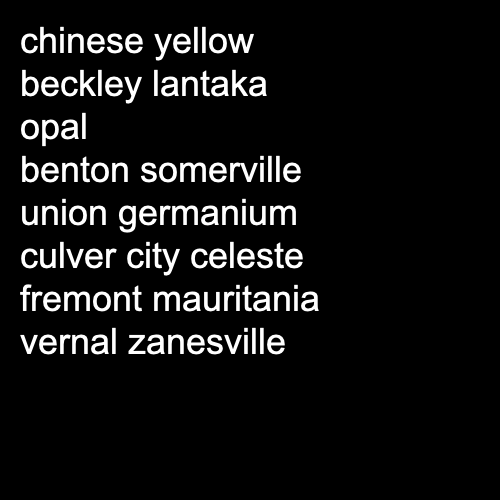 chinese yellow
beckley lantaka
opal
benton somerville
union germanium
culver city celeste
fremont mauritania
vernal zanesville